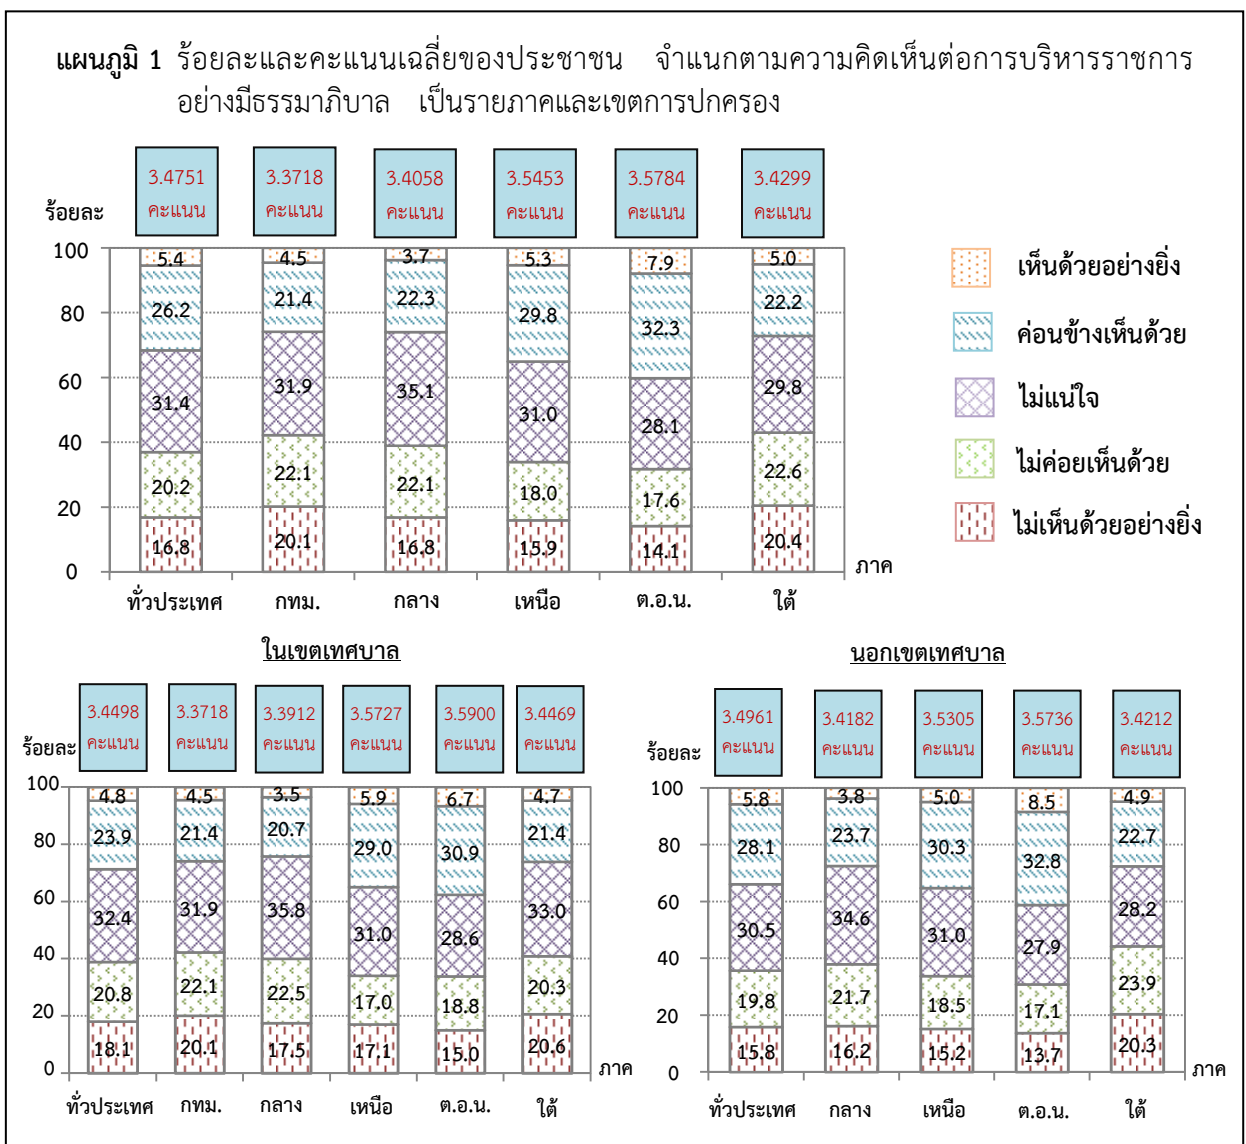 แผนภูมิ 1 ร้อยละและคะแนนเฉลี่ยของประชาชน จำแนกตามความคิดเห็นต่อการบริหารราชการ
อย่างมีธรรมาภิบาล เป็นรายภาคและเขตการปกครอง
3.4751 3.3718 3.4058 3.5453 3.5784 3.4299
คะแนน คะแนน คะแนน คะแนน คะแนน คะแนน
ร้อยละ
100
80
60
40
20
0
5.4 4.5 3.7 5.3 7.9 5.0
26.2 21.4 22.3 29.8 32.3 22.2
31.4 31.9 35.1 31.0 28.1 29.8
20.2 22.1 22.1 18.0 17.6 22.6
16.8 20.1 16.8 15.9 14.1 20.4
ภาค
ทั่วประเทศ กทม. กลาง เหนือ ต.อ.น. ใต้
เห็นด้วยอย่างยิ่ง
ค่อนข้างเห็นด้วย
ไม่แน่ใจ
ไม่ค่อยเห็นด้วย
ไม่เห็นด้วยอย่างยิ่ง
ในเขตเทศบาล
3.4498 3.3718 3.3912 3.5727 3.5900 3.4469
คะแนน คะแนน คะแนน คะแนน คะแนน คะแนน
ร้อยละ
100
80
60
40
20
0
4.8 4.5 3.5 5.9 6.7 4.7
23.9 21.4 20.7 29.0 30.9 21.4
32.4 31.9 35.8 31.0 28.6 33.0
20.8 22.1 22.5 17.0 18.8 20.3
18.1 20.1 17.5 17.1 15.0 20.6
ภาค
ทั่วประเทศ กทม. กลาง เหนือ ต.อ.น. ใต้
นอกเขตเทศบาล
3.4961 3.4182 3.5305 3.5736 3.4212
คะแนน คะแนน คะแนน คะแนน คะแนน
ร้อยละ
100
80
60
40
20
0
5.8 3.8 5.0 8.5 4.9
28.1 23.7 30.3 32.8 22.7
30.5 34.6 31.0 27.9 28.2
19.8 21.7 18.5 17.1 23.9
15.8 16.2 15.2 13.7 20.3
ภาค
ทั่วประเทศ กลาง เหนือ ต.อ.น. ใต้